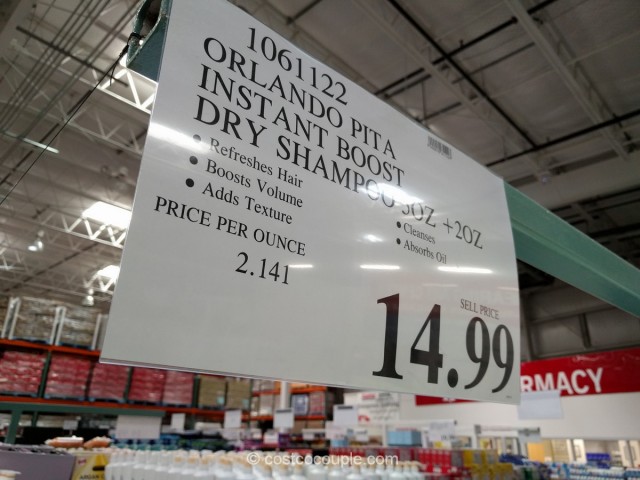 1061122
ORLANDO PITA
INSTANT BOOST
DRY SHAMPOO 5OZ +2OZ
• Refreshes Hair
• Boosts Volume
• Adds Texture
• Cleanses
• Absorbs Oil
PRICE PER OUNCE
2.141
SELL PRICE
14.99
RMACY
© costcocouple.com